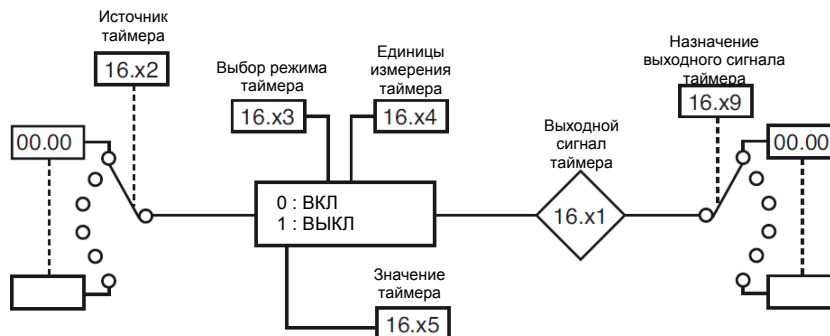 Источник
таймера
16.x2
Выбор режима
таймера
16.x3
Единицы
измерения
таймера
16.x4
Назначение
выходного сигнала
таймера
16.x9
00.00
Выходной
сигнал
таймера
00.00
0 : ВКЛ
1 : ВЫКЛ
16.x1
Значение
таймера
16.x5